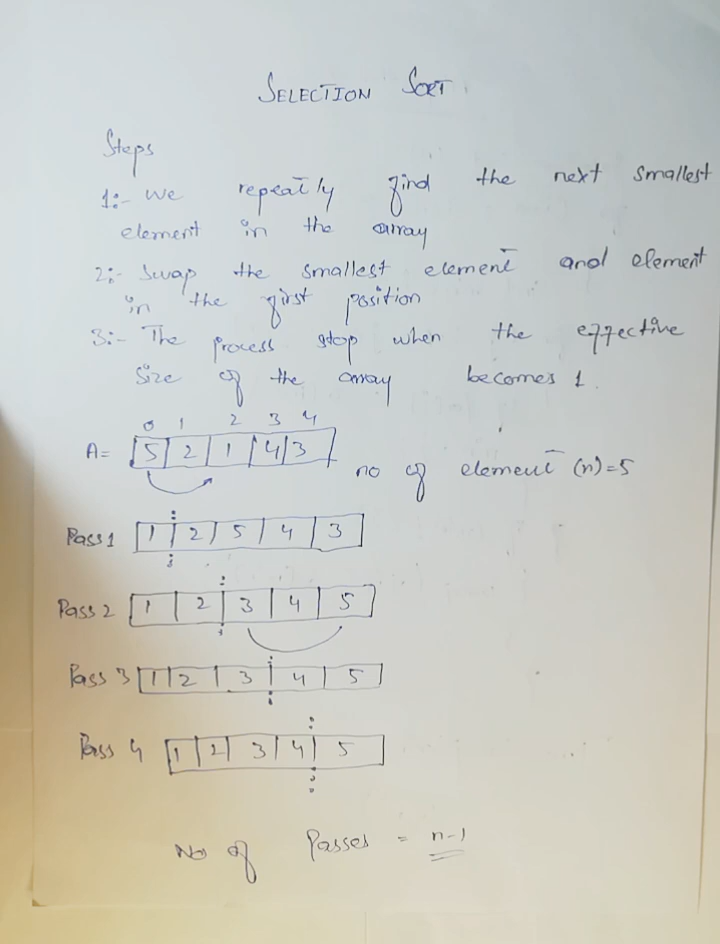 SELECTION SORT
Steps
1:- We repeatly find the next smallest
element in the array
2:- Swap the smallest element and element
in the first position
3:- The process stop when the effective
Size of the array becomes 1.
0 1 2 3 4
A= 5 2 1 4 3 no of element (n)=5
Pass 1 1 2 5 4 3
Pass 2 1 2 3 4 5
Pass 3 1 2 3 4 5
Pass 4 1 2 3 4 5
No of Passes = n-1